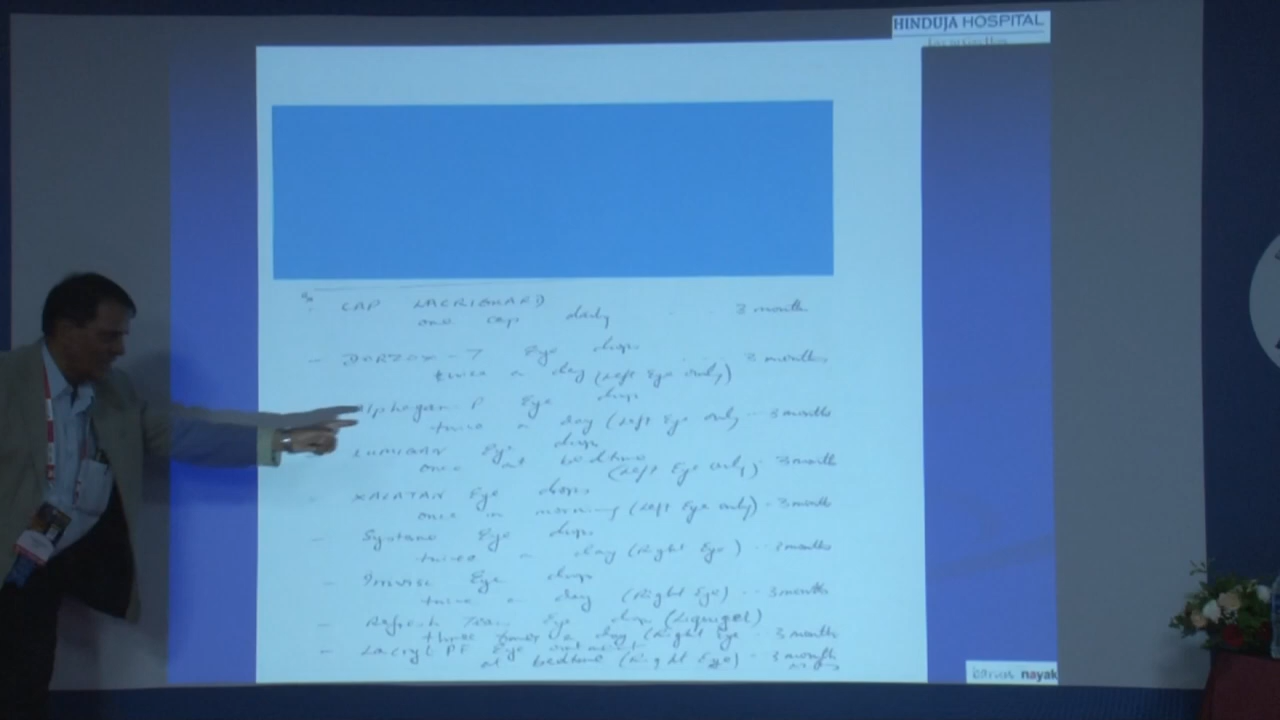 HINDUJA HOSPITAL
CAP LACRIGUARD
one cap daily 3 month
DORZOX - T Eye drops
twice a day (Left Eye only) 3 months
Alphagan P Eye drops
twice a day (Left Eye only -- 3 months
LUMIGAN Eye drops
once at bedtime
(Left Eye only) - 3 month
XALATAN Eye drops
once in morning (Left Eye only) - 3 months
Systane Eye drops
twice a day (Right Eye) -- 3 months
Eye drops
twice a day (Right Eye) -- 3 months
Refresh Tears Eye drop (Liquigel)
three times a day (Right Eye - 3 month
Lacryl PF Eye ointment
at bedtime (Right Eye) - 3 month
barun nayak